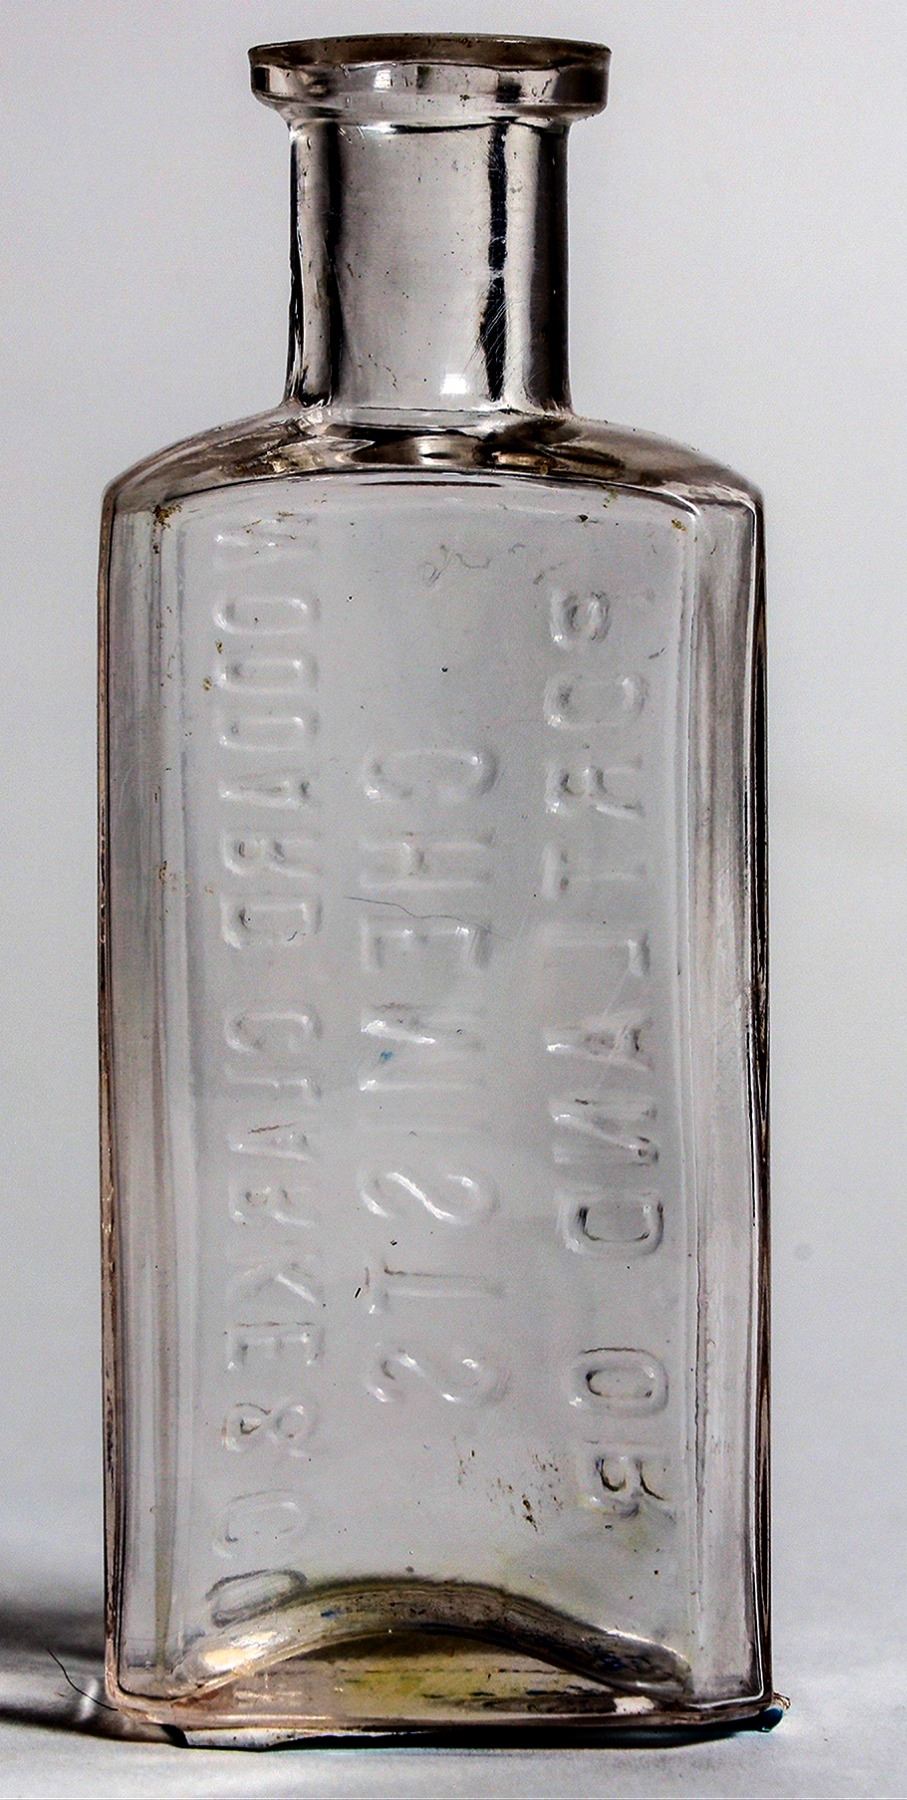 WOODARD CLARKE & CO
CHEMISTS
PORTLAND OR